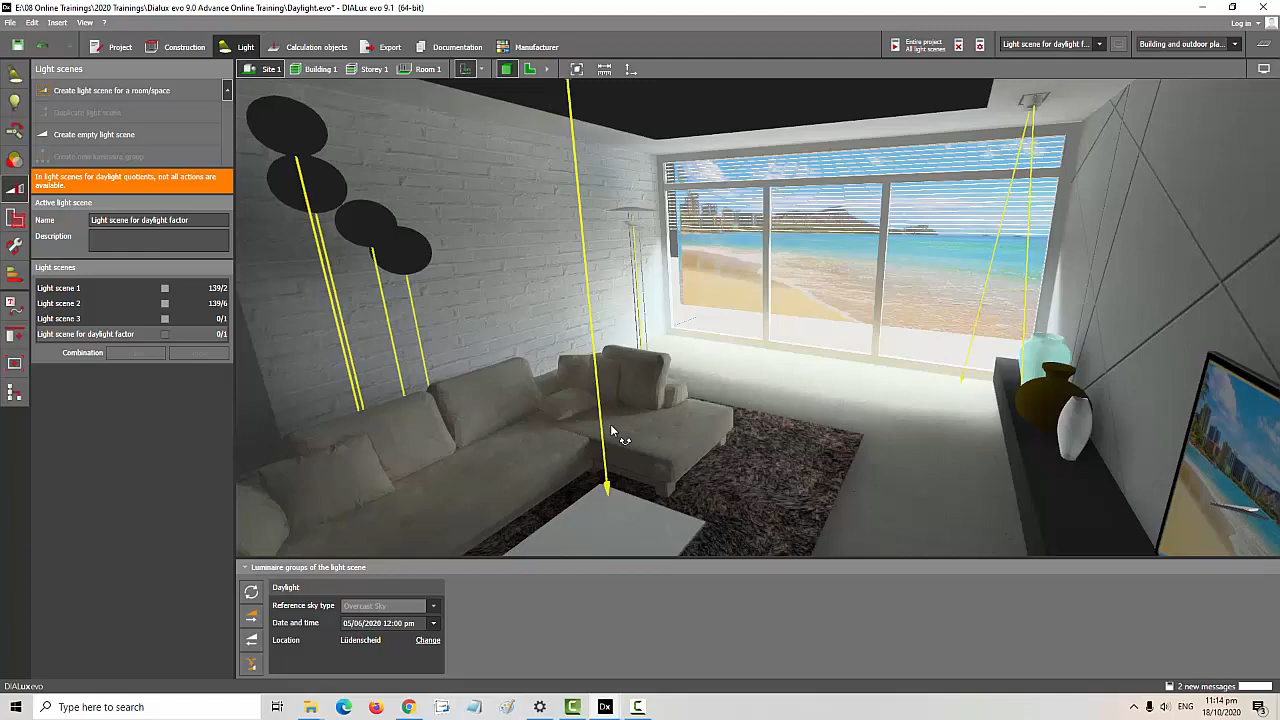 E:\08 Online Trainings\2020 Trainings\Dialux evo 9.0 Advance Online Training\Daylight.evo* - DIALux evo 9.1 (64-bit)
File Edit Insert View ?
Log in
Project Construction Light Calculation objects Export Documentation Manufacturer
Entire project
All light scenes
Light scene for daylight f...
Building and outdoor pla...
Light scenes
Site 1 Building 1 Storey 1 Room 1
Create light scene for a room/space
Duplicate light scene
Create empty light scene
Create new luminaire group
In light scenes for daylight quotients, not all actions are
available.
Active light scene
Name Light scene for daylight factor
Description
Light scenes
Light scene 1 139/2
Light scene 2 139/6
Light scene 3 0/1
Light scene for daylight factor 0/1
Combination
Luminaire groups of the light scene
Daylight
Reference sky type Overcast Sky
Date and time 05/06/2020 12:00 pm
Location Lüdenscheid Change
DIALux evo
2 new messages
Type here to search
ENG
11:14 pm
18/10/2020